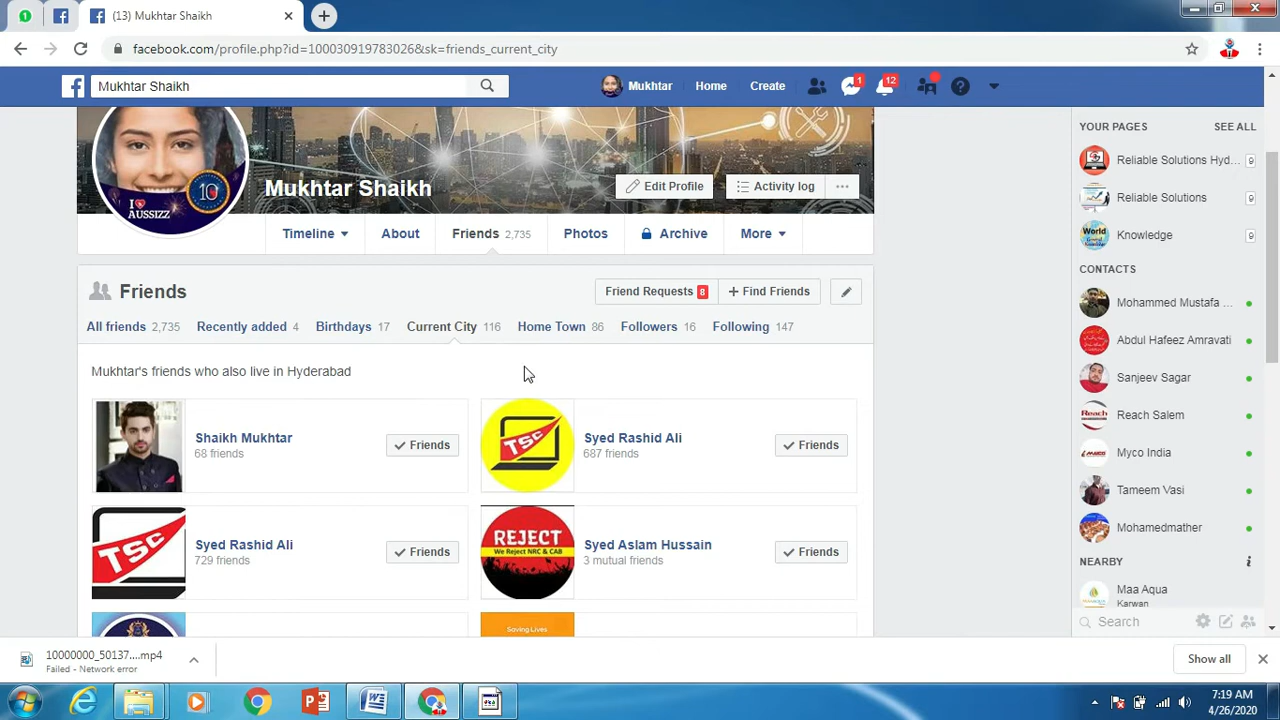 (13) Mukhtar Shaikh
facebook.com/profile.php?id=100030919783026&sk=friends_current_city
Mukhtar Shaikh
Mukhtar
Home
Create
1
12
I
AUSSIZZ
10
Mukhtar Shaikh
Edit Profile
Activity log
Timeline
About
Friends 2,735
Photos
Archive
More
Friends
Friend Requests 8
+ Find Friends
All friends 2,735
Recently added 4
Birthdays 17
Current City 116
Home Town 86
Followers 16
Following 147
Mukhtar's friends who also live in Hyderabad
Shaikh Mukhtar
68 friends
Friends
TSC
Syed Rashid Ali
687 friends
Friends
TSC
Syed Rashid Ali
729 friends
Friends
REJECT
We Reject NRC & CAB
Syed Aslam Hussain
3 mutual friends
Friends
Saving Lives
YOUR PAGES
SEE ALL
Reliable Solutions Hyd...
9
Reliable Solutions
9
World
Knowledge
9
CONTACTS
Mohammed Mustafa ...
Abdul Hafeez Amravati
Sanjeev Sagar
Reach
Reach Salem
Myco India
Tameem Vasi
Mohamedmather
NEARBY
Maa Aqua
Karwan
Search
10000000_50137....mp4
Failed - Network error
Show all
7:19 AM
4/26/2020